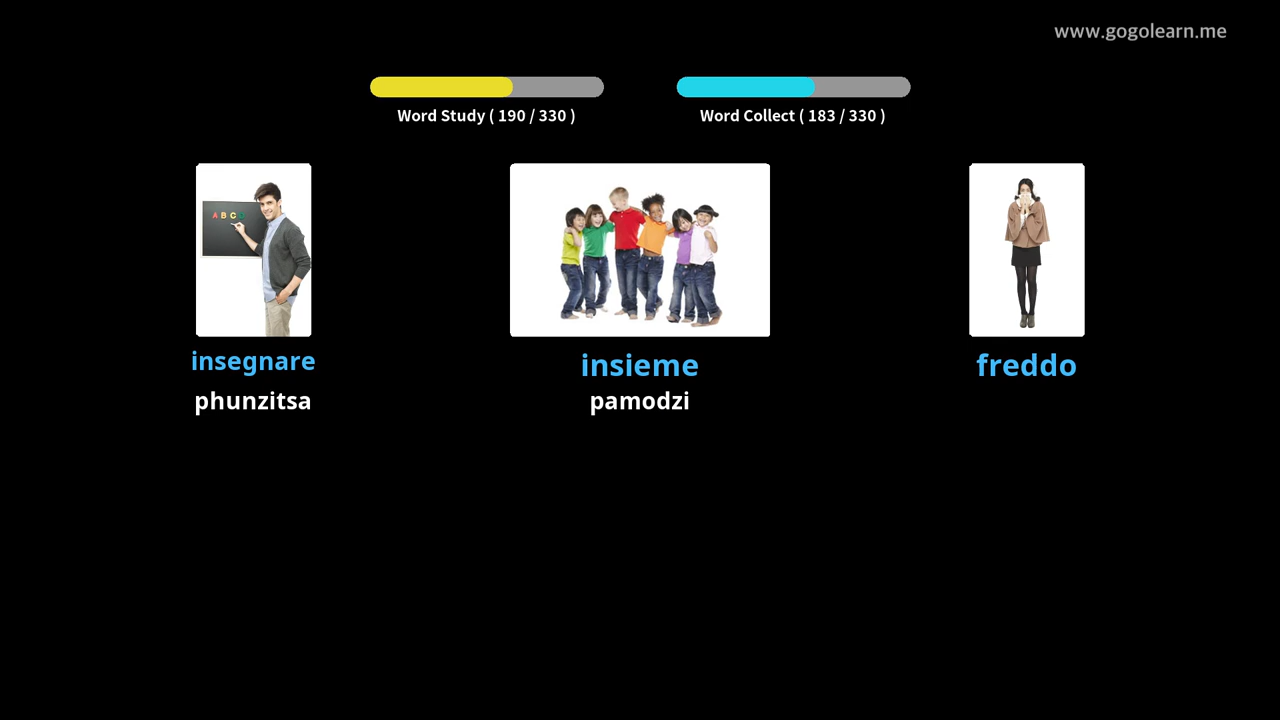 www.gogolearn.me
Word Study ( 190 / 330 )
Word Collect ( 183 / 330 )
A B C D
insegnare
phunzitsa
insieme
pamodzi
freddo